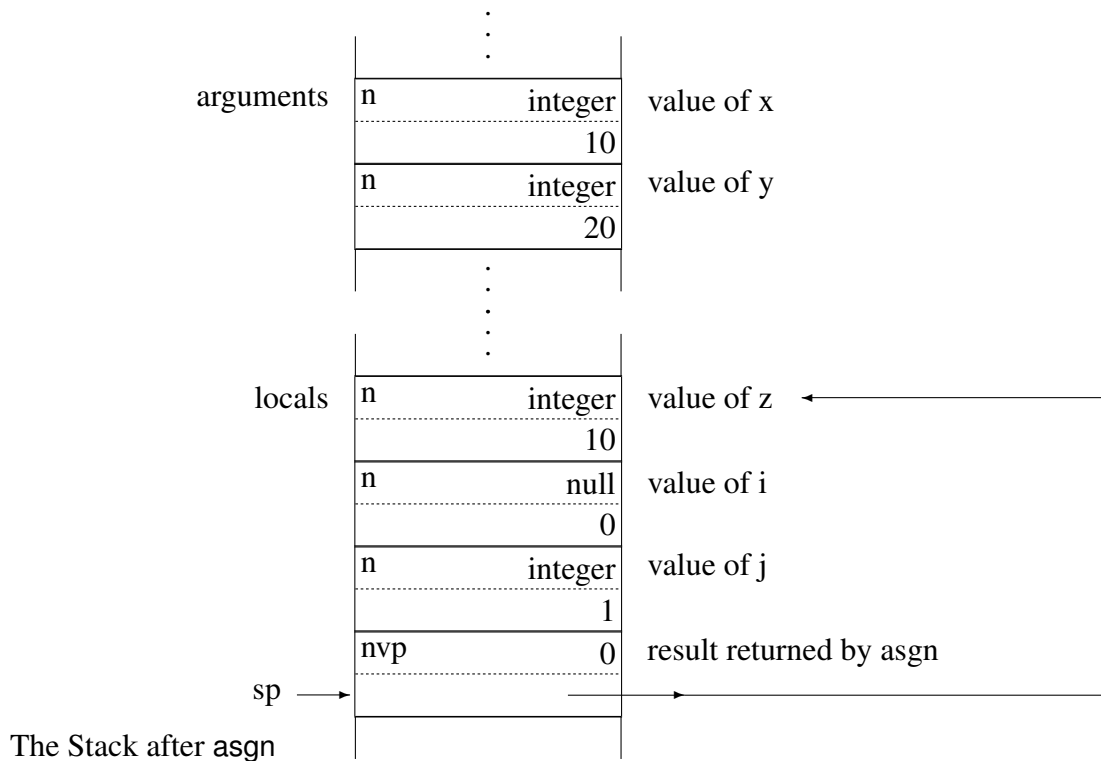 arguments n integer value of x
10
n integer value of y
20
locals n integer value of z
10
n null value of i
0
n integer value of j
1
nvp 0 result returned by asgn
sp
The Stack after asgn